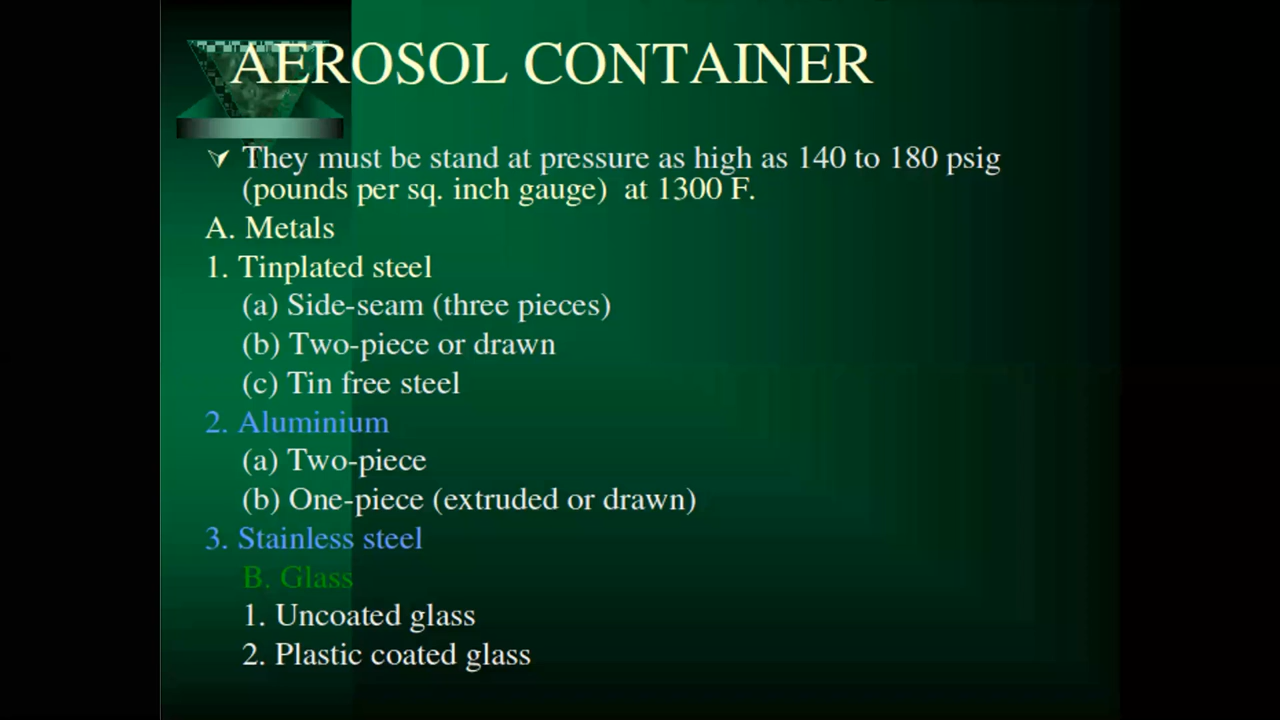 AEROSOL CONTAINER
They must be stand at pressure as high as 140 to 180 psig
(pounds per sq. inch gauge) at 1300 F.
A. Metals
1. Tinplated steel
(a) Side-seam (three pieces)
(b) Two-piece or drawn
(c) Tin free steel
2. Aluminium
(a) Two-piece
(b) One-piece (extruded or drawn)
3. Stainless steel
B. Glass
1. Uncoated glass
2. Plastic coated glass